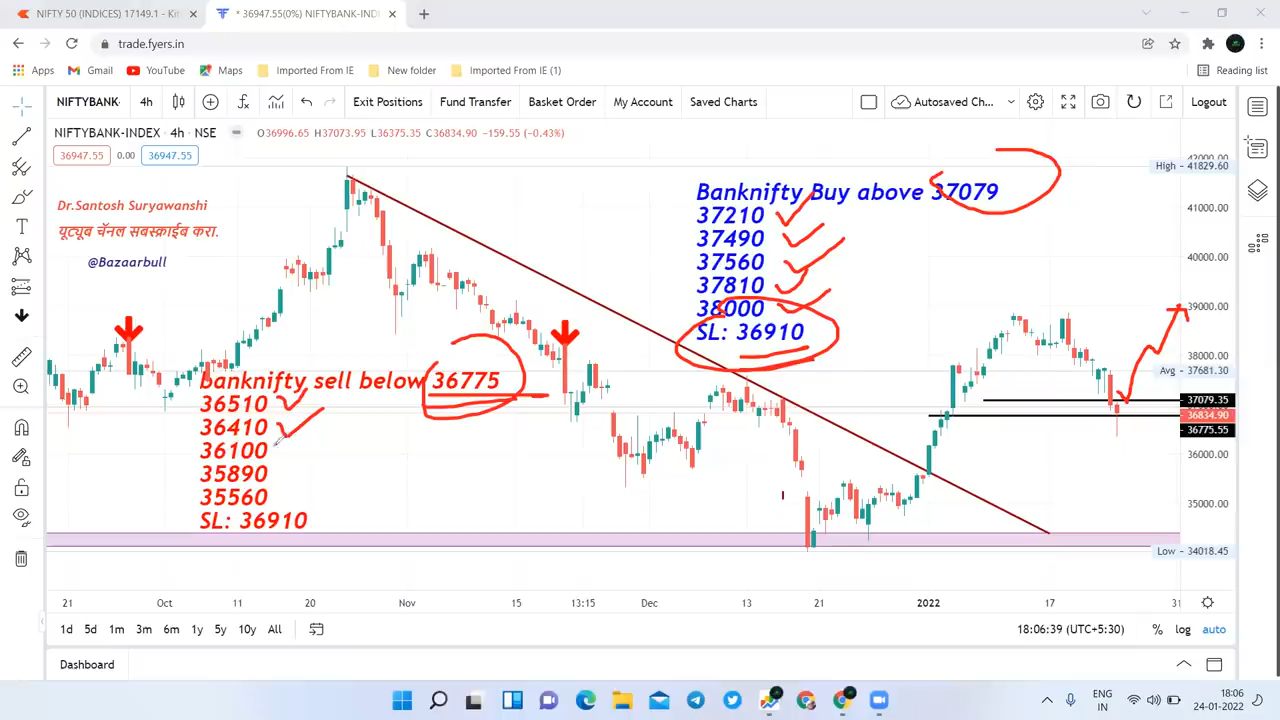 NIFTY 50 (INDICES) 17149.1 - Kit
* 36947.55(0%) NIFTYBANK-INDE
trade.fyers.in
Apps Gmail YouTube Maps Imported From IE New folder Imported From IE (1) Reading list
NIFTYBANK- 4h Exit Positions Fund Transfer Basket Order My Account Saved Charts Autosaved Ch... Logout
NIFTYBANK-INDEX • 4h • NSE O36996.65 H37073.95 L36375.35 C36834.90 -159.55 (-0.43%)
36947.55 0.00 36947.55
42000.00
High - 41829.60
41000.00
40000.00
39000.00
38000.00
Avg - 37681.30
37079.35
36834.90
36775.55
36000.00
35000.00
Low - 34018.45
Dr.Santosh Suryawanshi
यूट्यूब चॅनल सबस्क्राईब करा.
@Bazaarbull
Banknifty Buy above 37079
37210
37490
37560
37810
38000
SL: 36910
banknifty sell below 36775
36510
36410
36100
35890
35560
SL: 36910
21 Oct 11 20 Nov 15 13:15 Dec 13 21 2022 17 31
1d 5d 1m 3m 6m 1y 5y 10y All 18:06:39 (UTC+5:30) % log auto
Dashboard
ENG
IN
18:06
24-01-2022